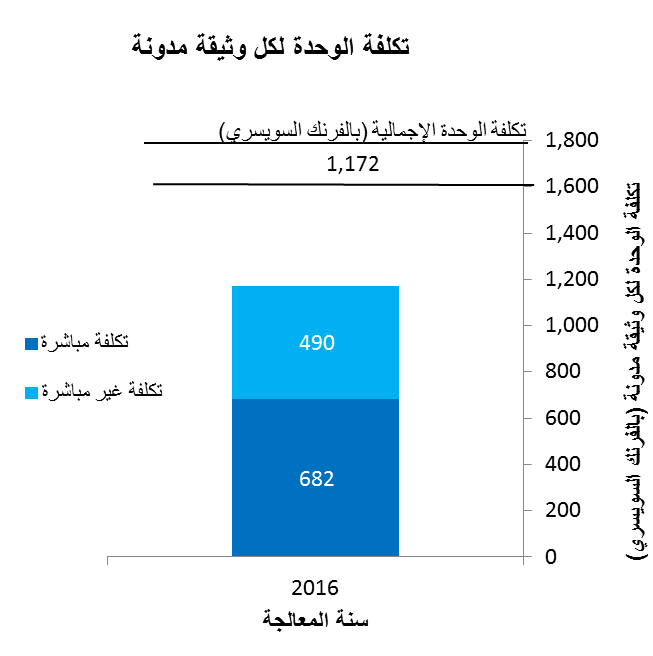 تكلفة الوحدة لكل وثيقة مدونة
تكلفة الوحدة الإجمالية (بالفرنك السويسري)
1,172
1,800
1,600
1,400
1,200
1,000
800
600
400
200
0
تكلفة الوحدة لكل وثيقة مدونة (بالفرنك السويسري)
490
682
تكلفة مباشرة
تكلفة غير مباشرة
2016
سنة المعالجة